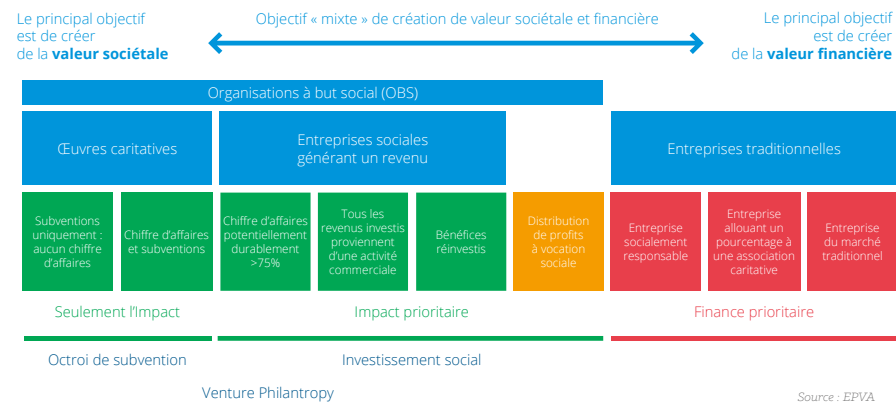 Le principal objectif
est de créer
de la valeur sociétale
Objectif « mixte » de création de valeur sociétale et financière
Le principal objectif
est de créer
de la valeur financière
Organisations à but social (OBS)
Œuvres caritatives
Entreprises sociales
générant un revenu
Entreprises traditionnelles
Subventions
uniquement :
aucun chiffre
d’affaires
Chiffre d’affaires
et subventions
Chiffre d’affaires
potentiellement
durablement
>75%
Tous les
revenus investis
proviennent
d’une activité
commerciale
Bénéfices
réinvestis
Distribution
de profits
à vocation
sociale
Entreprise
socialement
responsable
Entreprise
allouant un
pourcentage à
une association
caritative
Entreprise
du marché
traditionnel
Seulement l’Impact
Impact prioritaire
Finance prioritaire
Octroi de subvention
Investissement social
Venture Philantropy
Source : EPVA